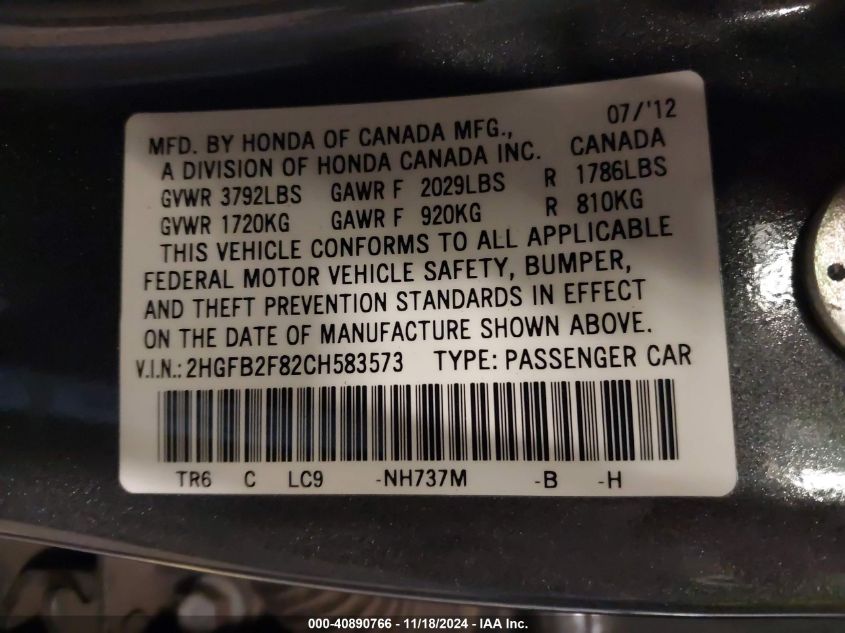 07/'12
MFD. BY HONDA OF CANADA MFG., CANADA
A DIVISION OF HONDA CANADA INC.
GVWR 3792LBS GAWR F 2029LBS R 1786LBS
GVWR 1720KG GAWR F 920KG R 810KG
THIS VEHICLE CONFORMS TO ALL APPLICABLE
FEDERAL MOTOR VEHICLE SAFETY, BUMPER,
AND THEFT PREVENTION STANDARDS IN EFFECT
ON THE DATE OF MANUFACTURE SHOWN ABOVE.
V.I.N.: 2HGFB2F82CH583573 TYPE: PASSENGER CAR
TR6 C LC9 -NH737M -B -H
000-40890766 - 11/18/2024 - IAA Inc.